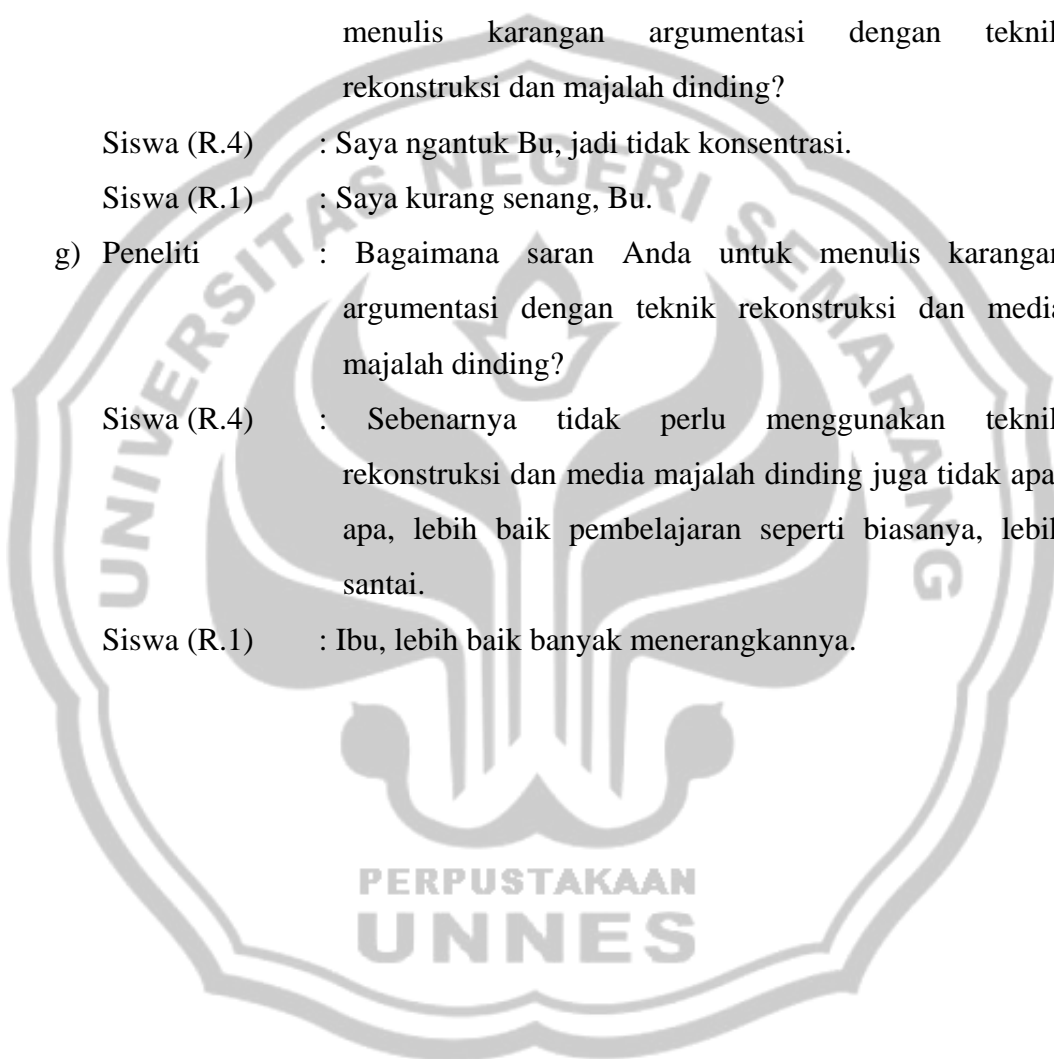 menulis karangan argumentasi dengan teknik
rekonstruksi dan majalah dinding?
Siswa (R.4) : Saya ngantuk Bu, jadi tidak konsentrasi.
Siswa (R.1) : Saya kurang senang, Bu.
g) Peneliti : Bagaimana saran Anda untuk menulis karangan
argumentasi dengan teknik rekonstruksi dan media
majalah dinding?
Siswa (R.4) : Sebenarnya tidak perlu menggunakan teknik
rekonstruksi dan media majalah dinding juga tidak apa-
apa, lebih baik pembelajaran seperti biasanya, lebih
santai.
Siswa (R.1) : Ibu, lebih baik banyak menerangkannya.
UNIVERSITAS NEGERI SEMARANG
PERPUSTAKAAN
UNNES